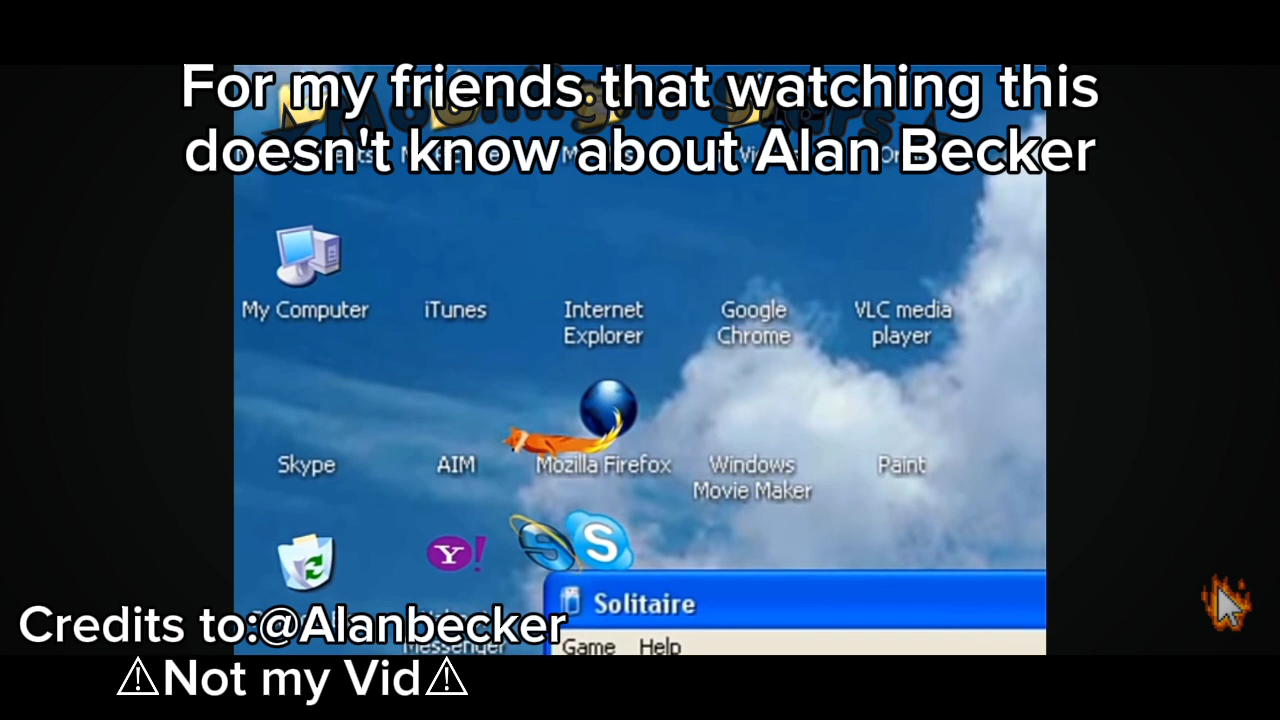 For my friends that watching this
doesn't know about Alan Becker
My Computer
iTunes
Internet
Explorer
Google
Chrome
VLC media
player
Skype
AIM
Mozilla Firefox
Windows
Movie Maker
Paint
Y!
S
Solitaire
Game Help
Messenger
Credits to:@Alanbecker
⚠Not my Vid⚠